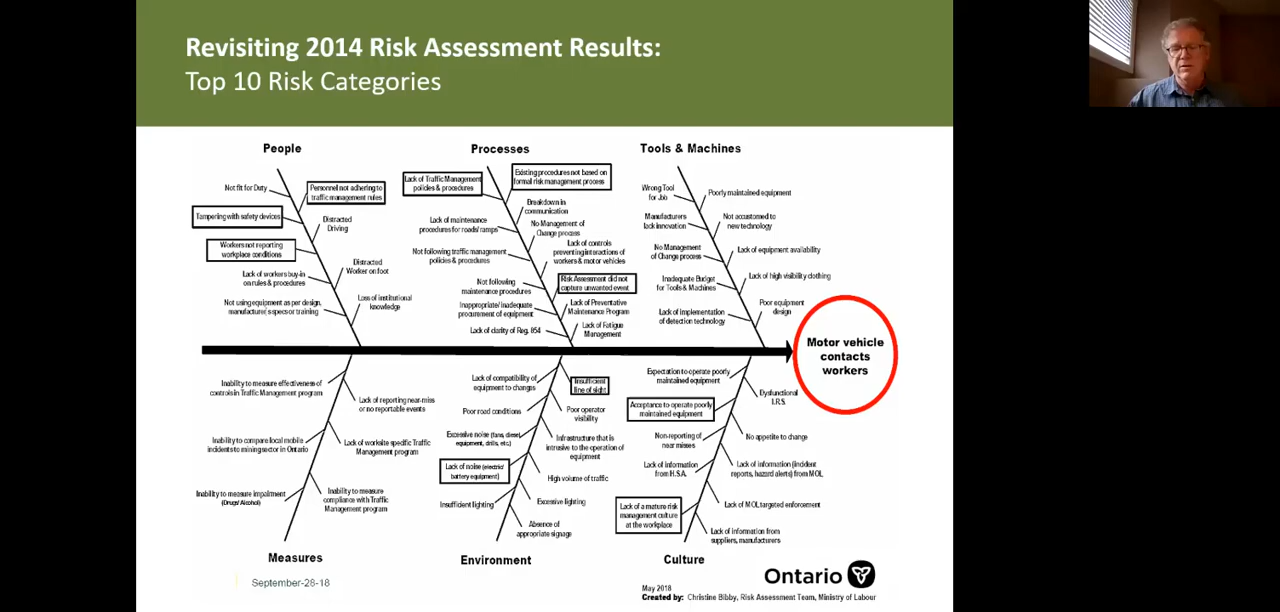 Revisiting 2014 Risk Assessment Results:
Top 10 Risk Categories
People
Processes
Tools & Machines
Not fit for Duty
Personnel not adhering to
traffic management rules
Tampering with safety devices
Distracted
Driving
Workers not reporting
workplace conditions
Distracted
Worker on foot
Lack of workers buy-in
on rules & procedures
Loss of institutional
knowledge
Not using equipment as per design,
manufacturer's specs or training
Lack of Traffic Management
policies & procedures
Existing procedures not based on
formal risk management process
Breakdown in
communication
Lack of maintenance
procedures for roads/ ramps
No Management of
Change process
Lack of controls
preventing interactions of
workers & motor vehicles
Not following traffic management
policies & procedures
Risk Assessment did not
capture unwanted event
Not following
maintenance procedures
Inappropriate/ inadequate
procurement of equipment
Lack of Preventative
Maintenance Program
Lack of clarity of Reg. 854
Lack of Fatigue
Management
Wrong Tool
for Job
Poorly maintained equipment
Manufacturers
lack innovation
Not accustomed to
new technology
No Management
of Change process
Lack of equipment availability
Inadequate Budget
for Tools & Machines
Lack of high visibility clothing
Lack of implementation
of detection technology
Poor equipment
design
Motor vehicle
contacts
workers
Inability to measure effectiveness of
controls in Traffic Management program
Lack of reporting near-miss
or no reportable events
Inability to compare local mobile
incidents to mining sector in Ontario
Lack of worksite specific Traffic
Management program
Inability to measure impairment
(Drugs/ Alcohol)
Inability to measure
compliance with Traffic
Management program
Lack of compatibility of
equipment to changes
Insufficient
line of sight
Poor road conditions
Poor operator
visibility
Excessive noise (fans, diesel
equipment, drills, etc.)
Infrastructure that is
intrusive to the operation of
equipment
Lack of noise (electric/
battery equipment)
High volume of traffic
Insufficient lighting
Excessive lighting
Absence of
appropriate signage
Expectation to operate poorly
maintained equipment
Dysfunctional
I.R.S.
Acceptance to operate poorly
maintained equipment
Non-reporting of
near misses
No appetite to change
Lack of information
from H.S.A.
Lack of information (incident
reports, hazard alerts) from MOL
Lack of a mature risk
management culture
at the workplace
Lack of MOL targeted enforcement
Lack of information from
suppliers, manufacturers
Measures
Environment
Culture
September-28-18
Ontario
May 2018
Created by: Christine Bibby, Risk Assessment Team, Ministry of Labour